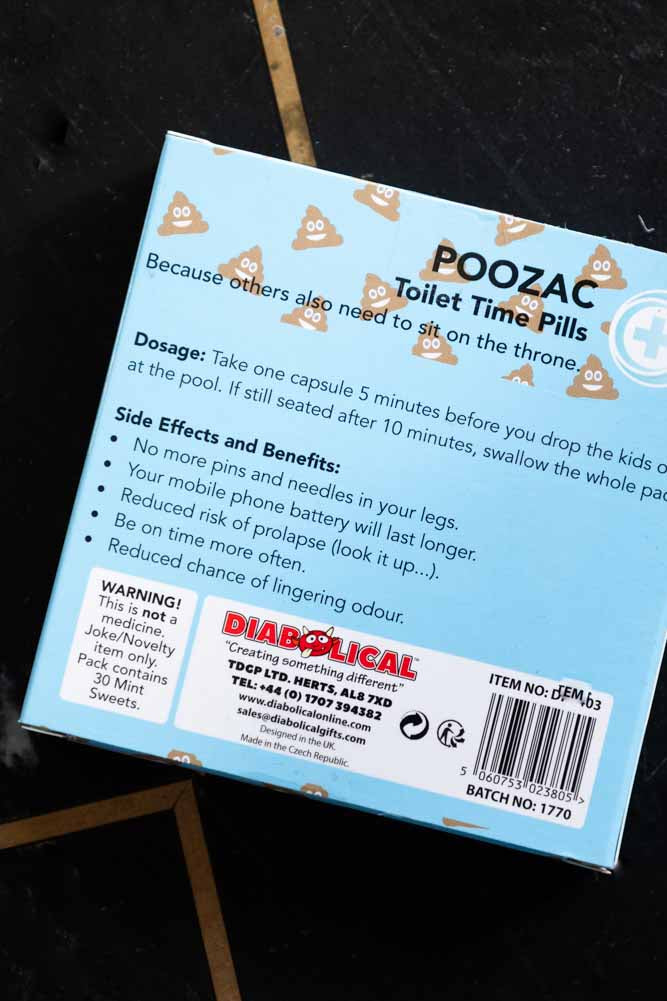 POOZAC
Toilet Time Pills
Because others also need to sit on the throne.
Dosage: Take one capsule 5 minutes before you drop the kids
at the pool. If still seated after 10 minutes, swallow the whole
Side Effects and Benefits:
• No more pins and needles in your legs.
• Your mobile phone battery will last longer.
• Reduced risk of prolapse (look it up...).
• Be on time more often.
• Reduced chance of lingering odour.
WARNING!
This is not a
medicine.
Joke/Novelty
item only.
Pack contains
30 Mint
Sweets.
DIABOLICAL™
"Creating something different"
TDGP LTD. HERTS, AL8 7XD
TEL: +44 (0) 1707 394382
www.diabolicalonline.com
sales@diabolicalgifts.com
Designed in the UK.
Made in the Czech Republic.
ITEM NO:
5 060753 023805 >
BATCH NO: 1770